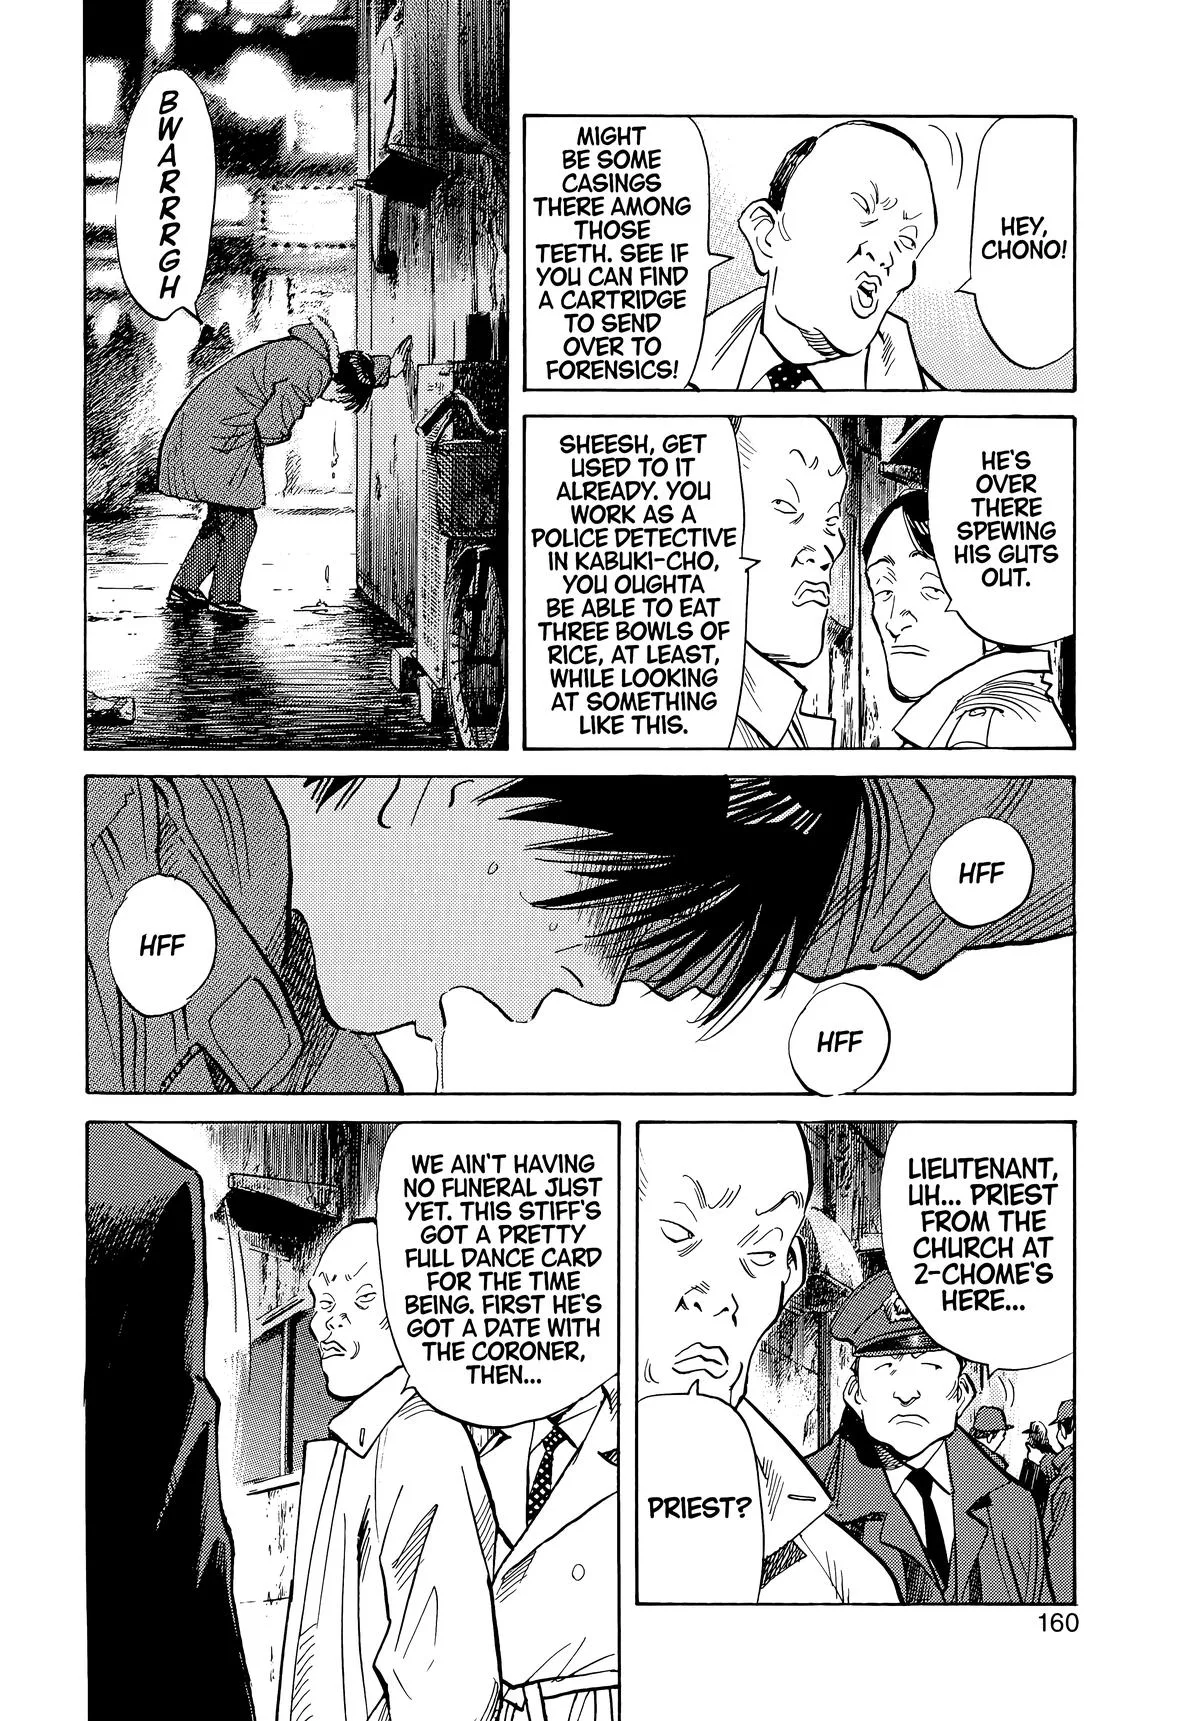 HEY,
CHONO!
MIGHT
BE SOME
CASINGS
THERE AMONG
THOSE
TEETH. SEE IF
YOU CAN FIND
A CARTRIDGE
TO SEND
OVER TO
FORENSICS!
HE'S
OVER
THERE
SPEWING
HIS GUTS
OUT.
SHEESH, GET
USED TO IT
ALREADY. YOU
WORK AS A
POLICE DETECTIVE
IN KABUKI-CHO,
YOU OUGHTA
BE ABLE TO EAT
THREE BOWLS OF
RICE, AT LEAST,
WHILE LOOKING
AT SOMETHING
LIKE THIS.
BWARRRGH
HFF
HFF
HFF
LIEUTENANT,
UH... PRIEST
FROM THE
CHURCH AT
2-CHOME'S
HERE...
PRIEST?
WE AIN'T HAVING
NO FUNERAL JUST
YET. THIS STIFF'S
GOT A PRETTY
FULL DANCE CARD
FOR THE TIME
BEING. FIRST HE'S
GOT A DATE WITH
THE CORONER,
THEN...
160